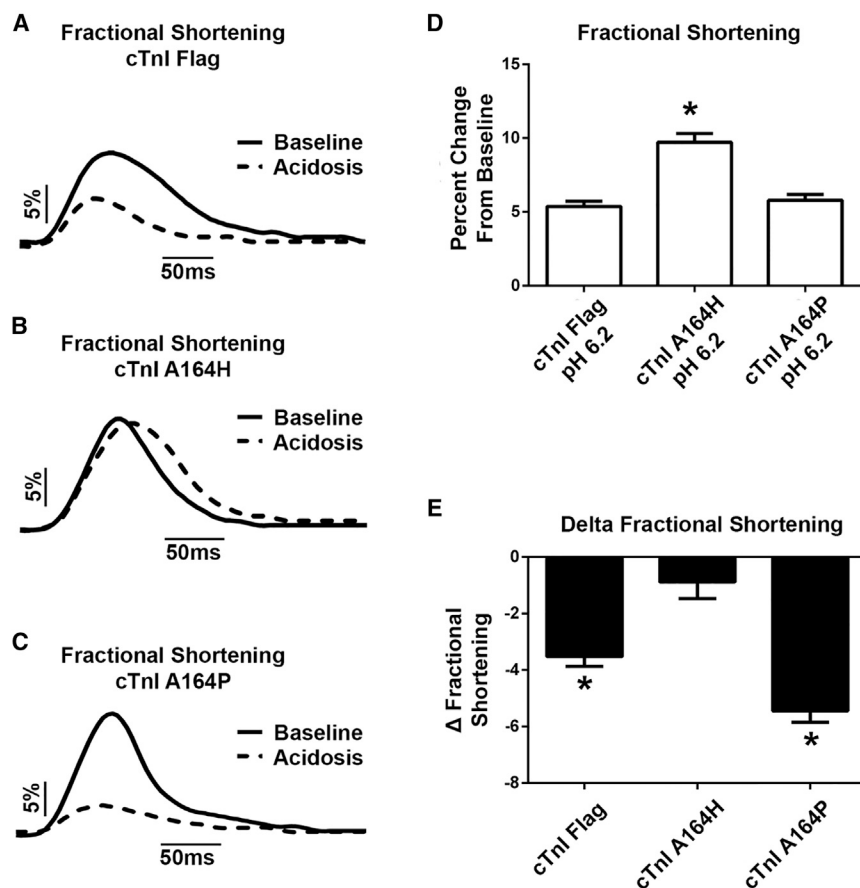 A
Fractional Shortening
cTnI Flag
Baseline
Acidosis
5%
50ms
B
Fractional Shortening
cTnI A164H
Baseline
Acidosis
5%
50ms
C
Fractional Shortening
cTnI A164P
Baseline
Acidosis
5%
50ms
D
Fractional Shortening
Percent Change
From Baseline
15
10
5
0
*
cTnI Flag
pH 6.2
cTnI A164H
pH 6.2
cTnI A164P
pH 6.2
E
Delta Fractional Shortening
Δ Fractional
Shortening
0
-2
-4
-6
-8
*
*
cTnI Flag
cTnI A164H
cTnI A164P